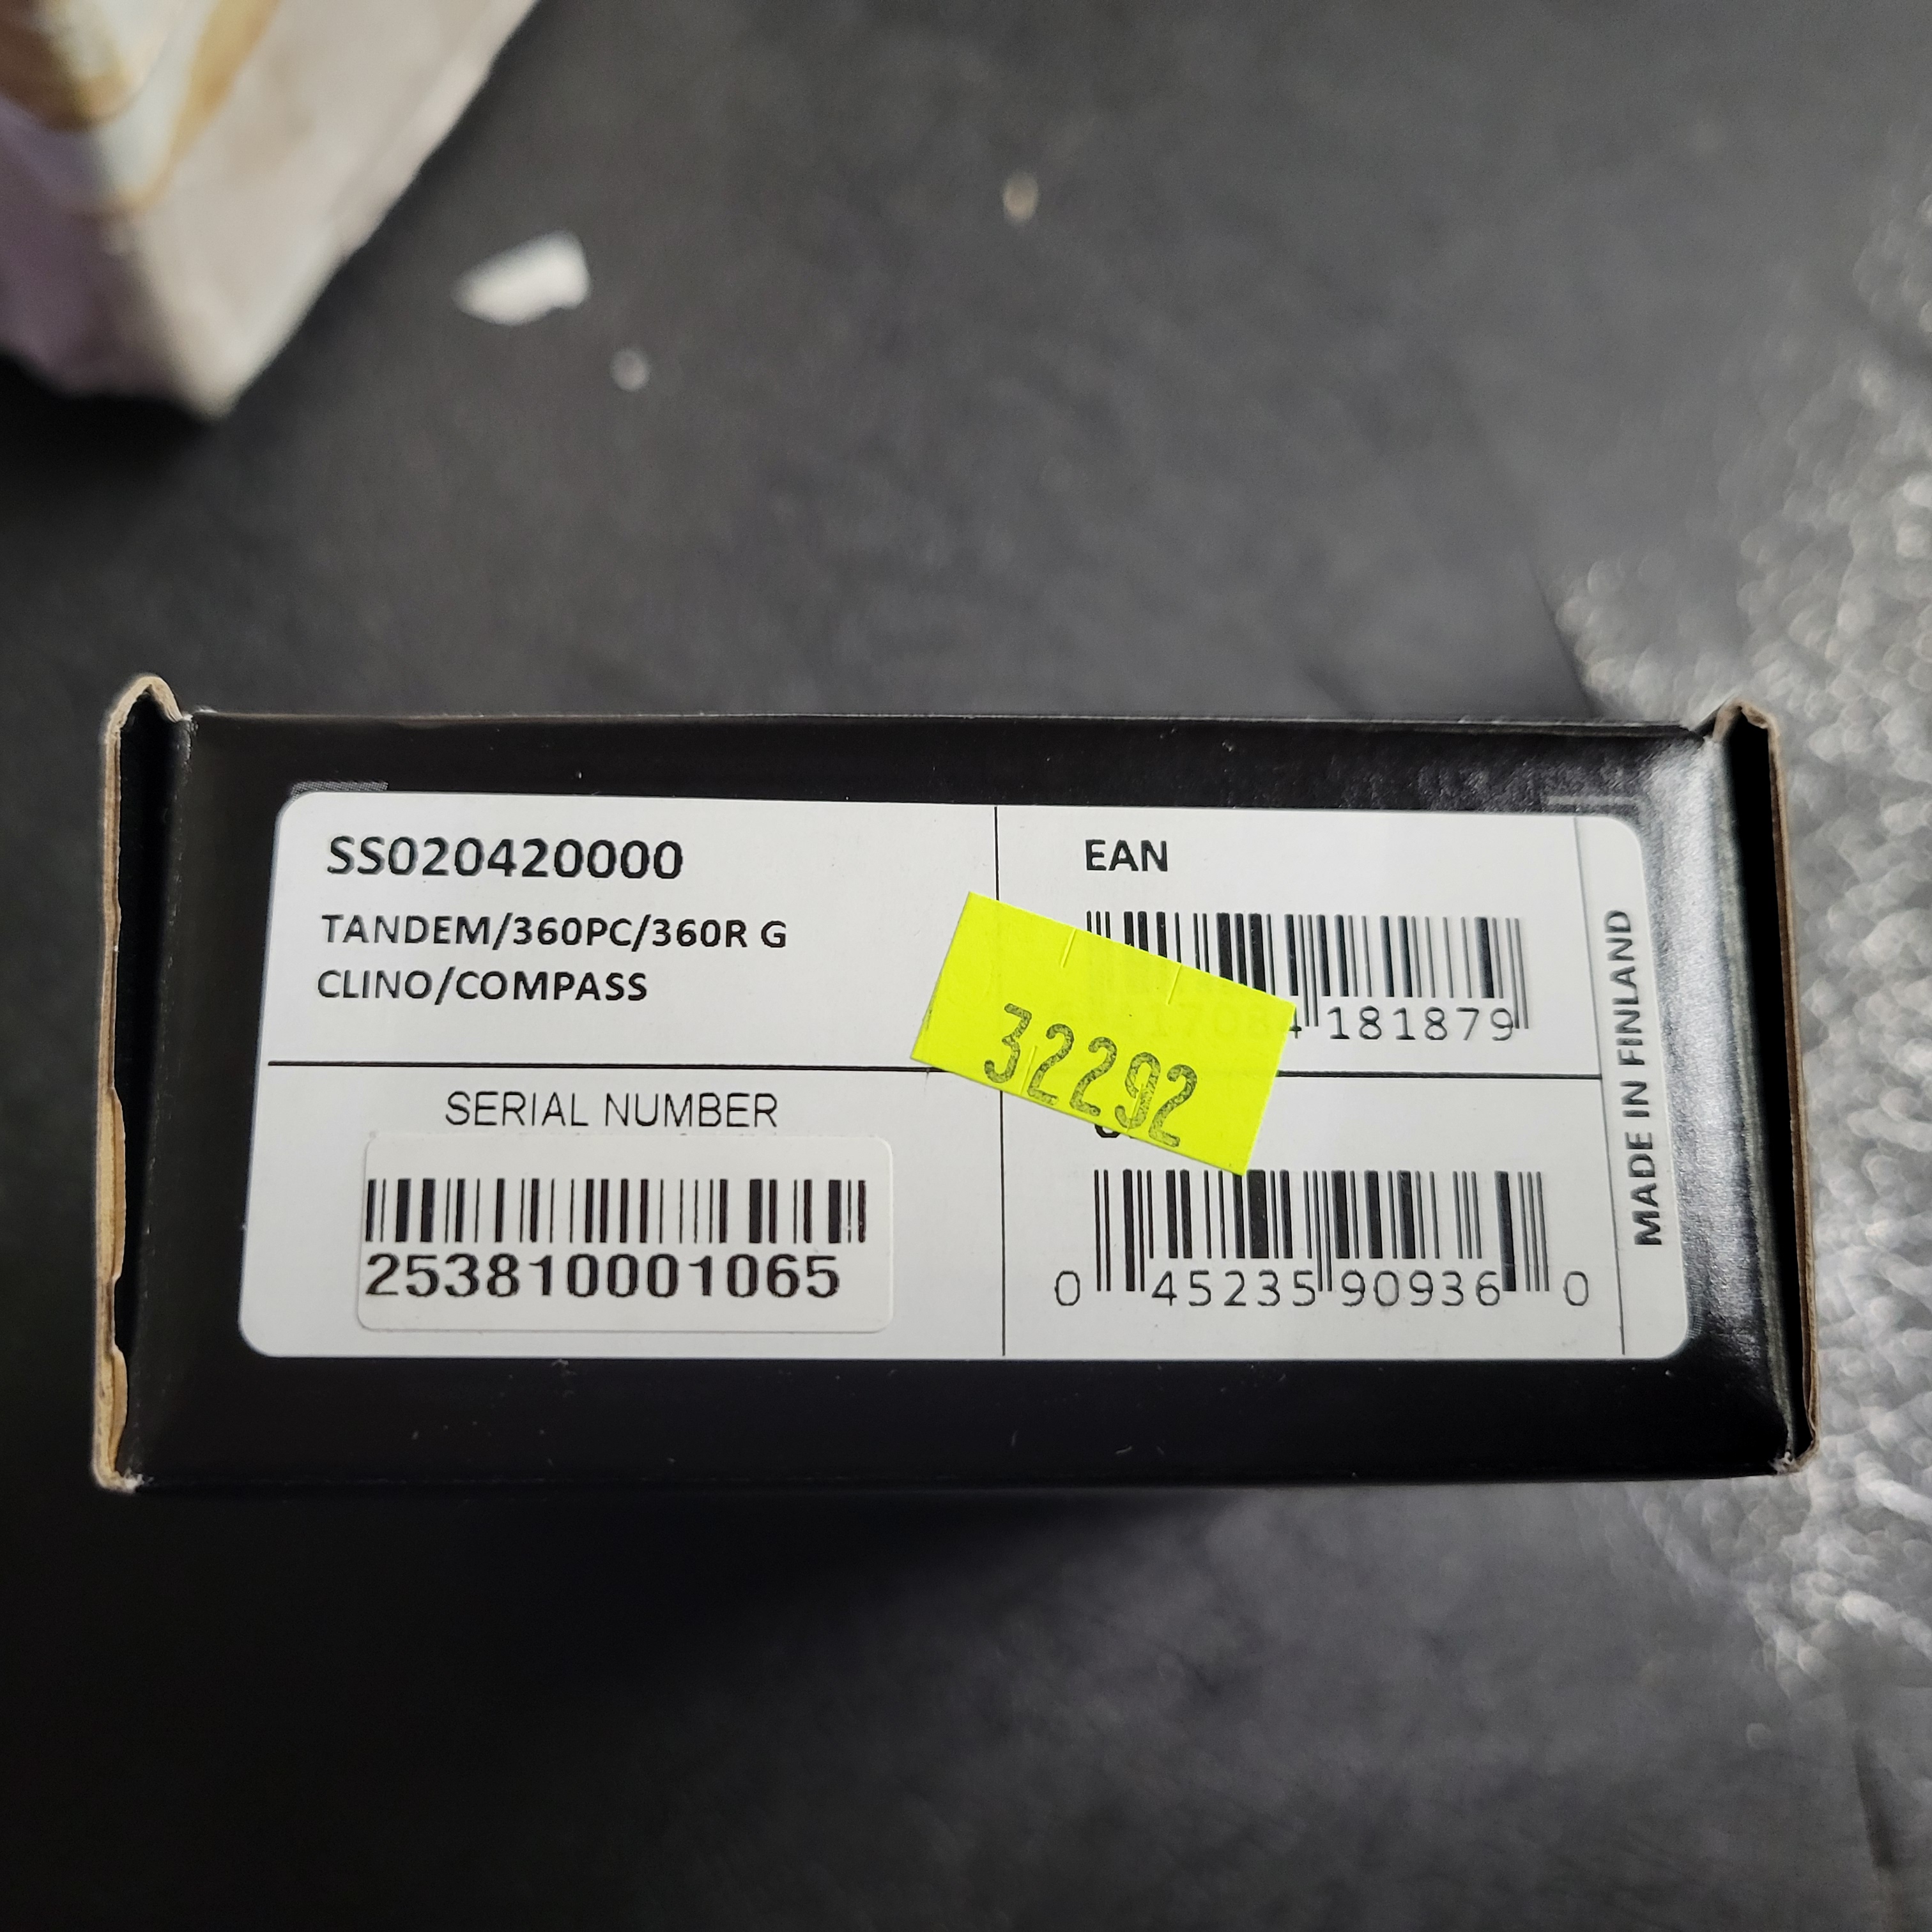 SS020420000
TANDEM/360PC/360R G
CLINO/COMPASS
EAN
181879
32292
SERIAL NUMBER
253810001065
0 45235 90936 0
MADE IN FINLAND